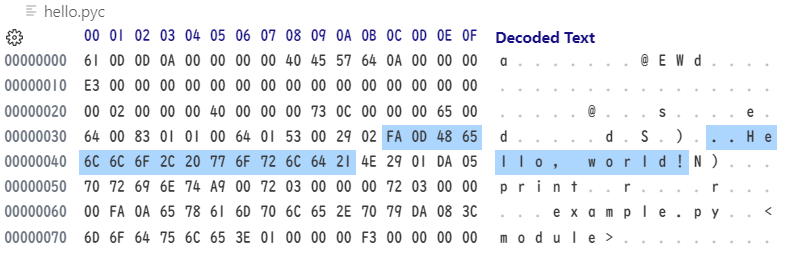 hello.pyc
00 01 02 03 04 05 06 07 08 09 0A 0B 0C 0D 0E 0F Decoded Text
00000000 61 0D 0D 0A 00 00 00 00 40 45 57 64 0A 00 00 00 a . . . . . . . @ E W d . . . .
00000010 E3 00 00 00 00 00 00 00 00 00 00 00 00 00 00 00 . . . . . . . . . . . . . . . .
00000020 00 02 00 00 00 40 00 00 00 73 0C 00 00 00 65 00 . . . . . @ . . . s . . . . e .
00000030 64 00 83 01 01 00 64 01 53 00 29 02 FA 0D 48 65 d . . . . . d . S . ) . . . H e
00000040 6C 6C 6F 2C 20 77 6F 72 6C 64 21 4E 29 01 DA 05 l l o ,   w o r l d ! N ) . . .
00000050 70 72 69 6E 74 A9 00 72 03 00 00 00 72 03 00 00 p r i n t . . r . . . . r . . .
00000060 00 FA 0A 65 78 61 6D 70 6C 65 2E 70 79 DA 08 3C . . . e x a m p l e . p y . . <
00000070 6D 6F 64 75 6C 65 3E 01 00 00 00 F3 00 00 00 00 m o d u l e > . . . . . . . . .